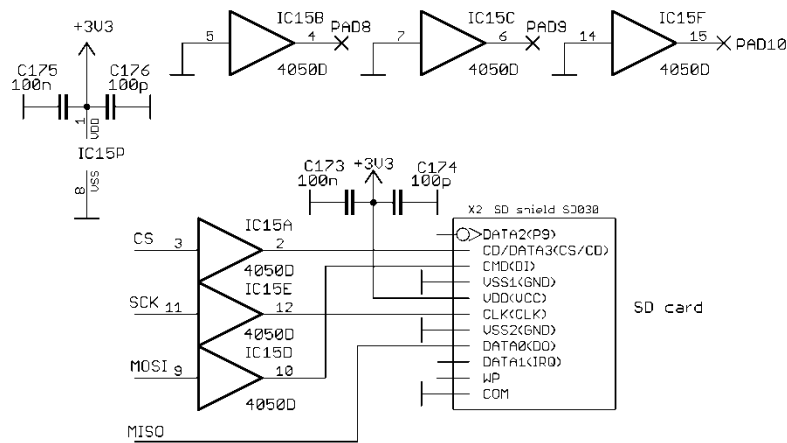 IC15B
5 4 PAD8
4050D
IC15C
7 6 PAD9
4050D
IC15F
14 15 PAD10
4050D
+3V3
C175
100n
C176
100p
1
VDD
IC15P
8
VSS
C173
100n
+3V3
C174
100p
CS 3 2
IC15A
4050D
SCK 11 12
IC15E
4050D
MOSI 9 10
IC15D
4050D
MISO
X2 SD shield SD030
DATA2(P9)
CD/DATA3(CS/CD)
CMD(DI)
VSS1(GND)
VDD(VCC)
CLK(CLK)
VSS2(GND)
DATA0(DO)
DATA1(IRQ)
WP
COM
SD card